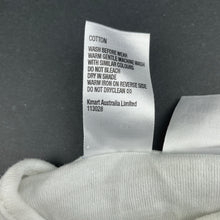 COTTON
WASH BEFORE WEAR
WARM GENTLE MACHINE WASH
WITH SIMILAR COLOURS
DO NOT BLEACH
DRY IN SHADE
WARM IRON ON REVERSE SIDE
DO NOT DRYCLEAN
Kmart Australia Limited
113028